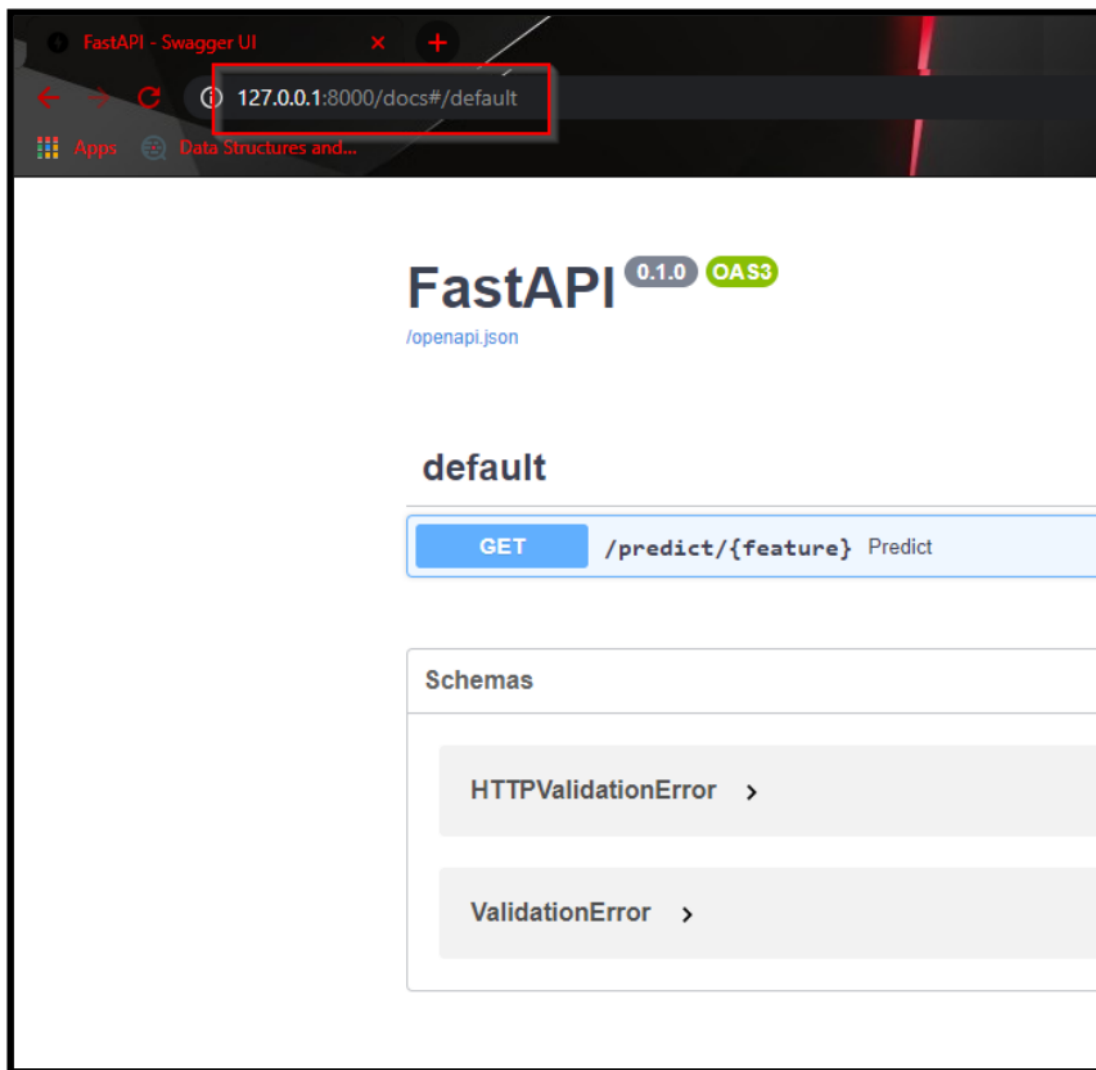 FastAPI - Swagger UI
127.0.0.1:8000/docs#/default
Apps Data Structures and...
FastAPI 0.1.0 OAS3
/openapi.json
default
GET /predict/{feature} Predict
Schemas
HTTPValidationError
ValidationError